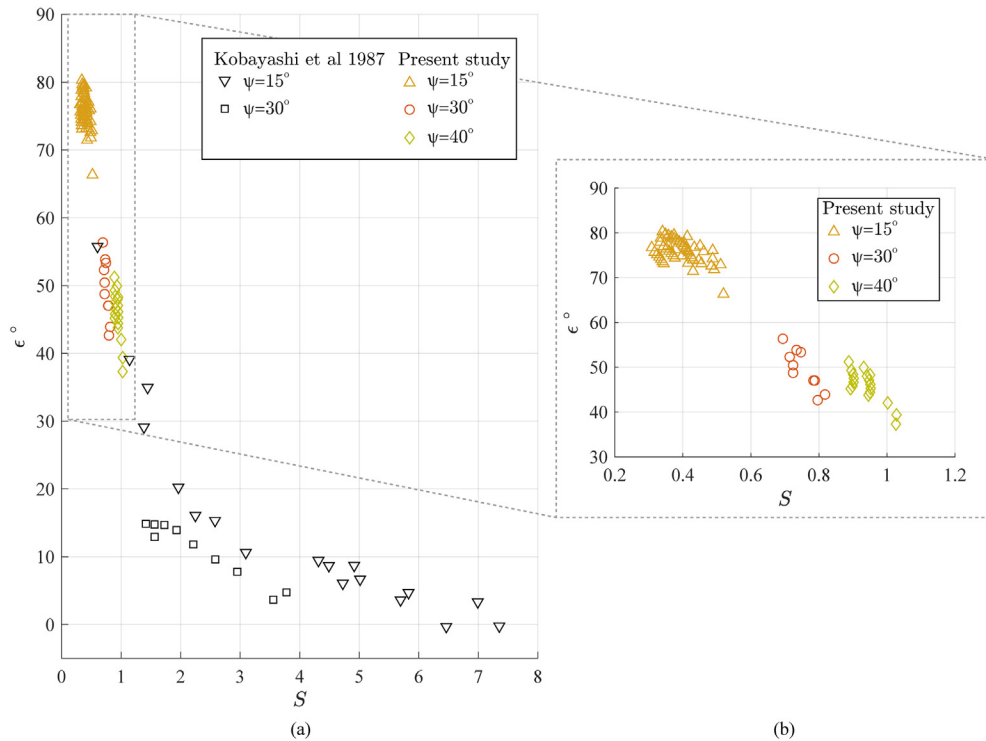 90
80
70
60
50
40
30
20
10
0
ϵ°
0 1 2 3 4 5 6 7 8
S
(a)
Kobayashi et al 1987
ψ=15°
ψ=30°
Present study
ψ=15°
ψ=30°
ψ=40°
90
80
70
60
50
40
30
ϵ°
0.2 0.4 0.6 0.8 1 1.2
S
(b)
Present study
ψ=15°
ψ=30°
ψ=40°